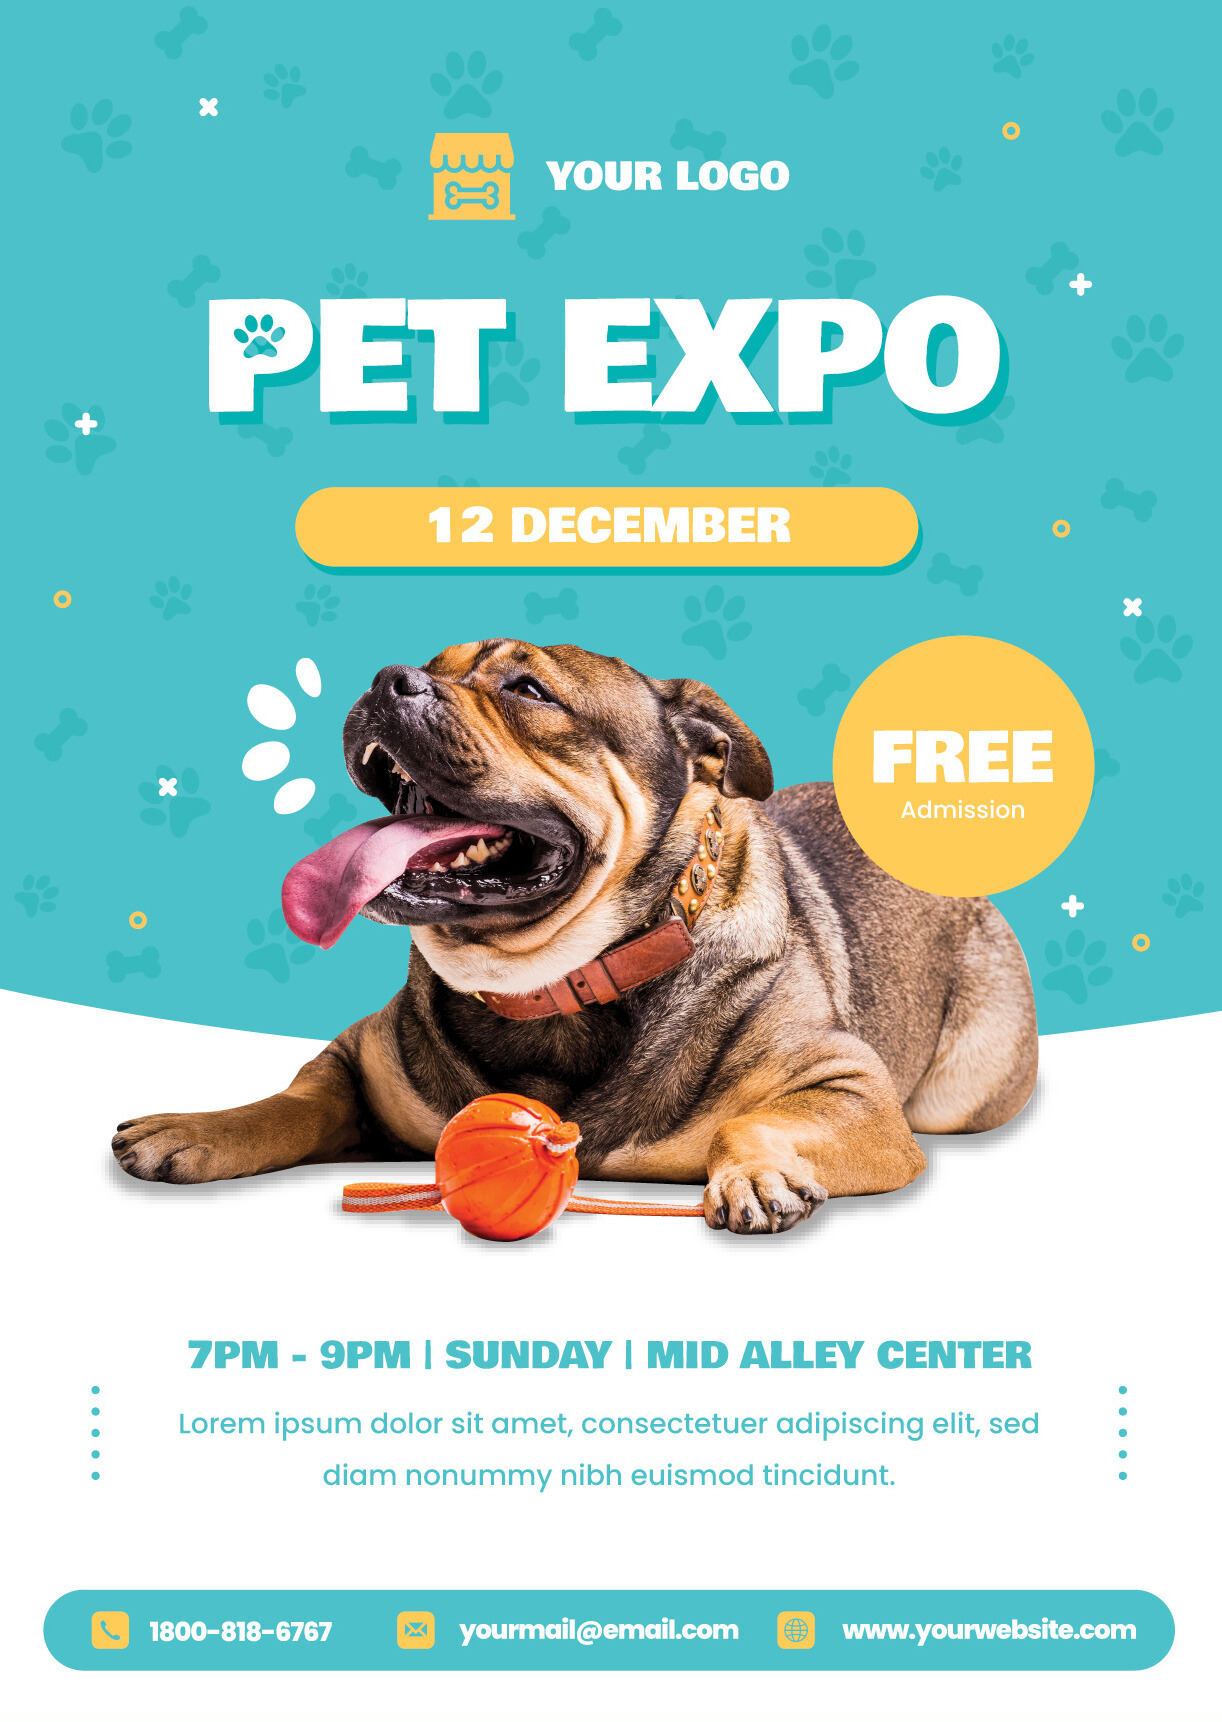 YOUR LOGO
PET EXPO
12 DECEMBER
FREE
Admission
7PM - 9PM | SUNDAY | MID ALLEY CENTER
Lorem ipsum dolor sit amet, consectetuer adipiscing elit, sed
diam nonummy nibh euismod tincidunt.
1800-818-6767
yourmail@email.com
www.yourwebsite.com